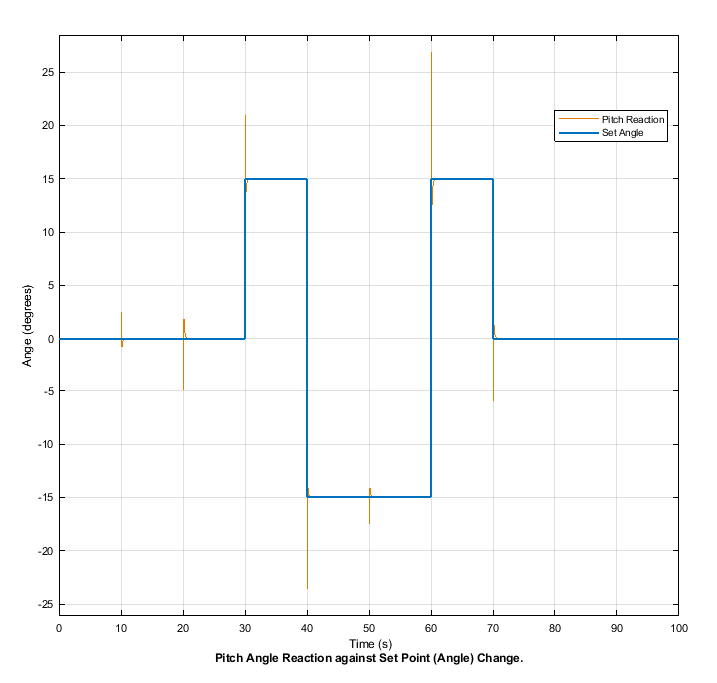 25
20
15
10
5
0
-5
-10
-15
-20
-25
Ange (degrees)
Pitch Reaction
Set Angle
0 10 20 30 40 50 60 70 80 90 100
Time (s)
Pitch Angle Reaction against Set Point (Angle) Change.